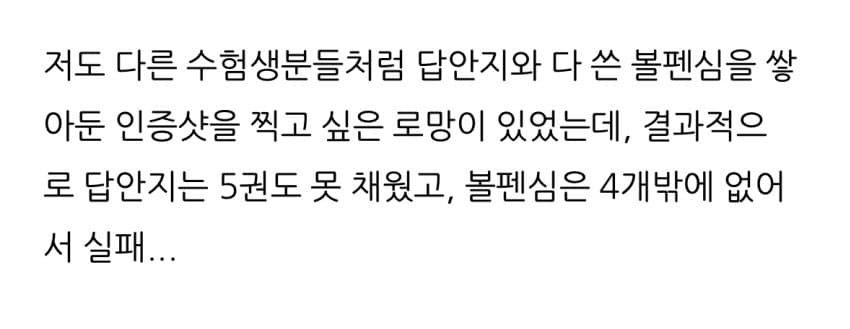 저도 다른 수험생분들처럼 답안지와 다 쓴 볼펜심을 쌓
아둔 인증샷을 찍고 싶은 로망이 있었는데, 결과적으
로 답안지는 5권도 못 채웠고, 볼펜심은 4개밖에 없어
서 실패...